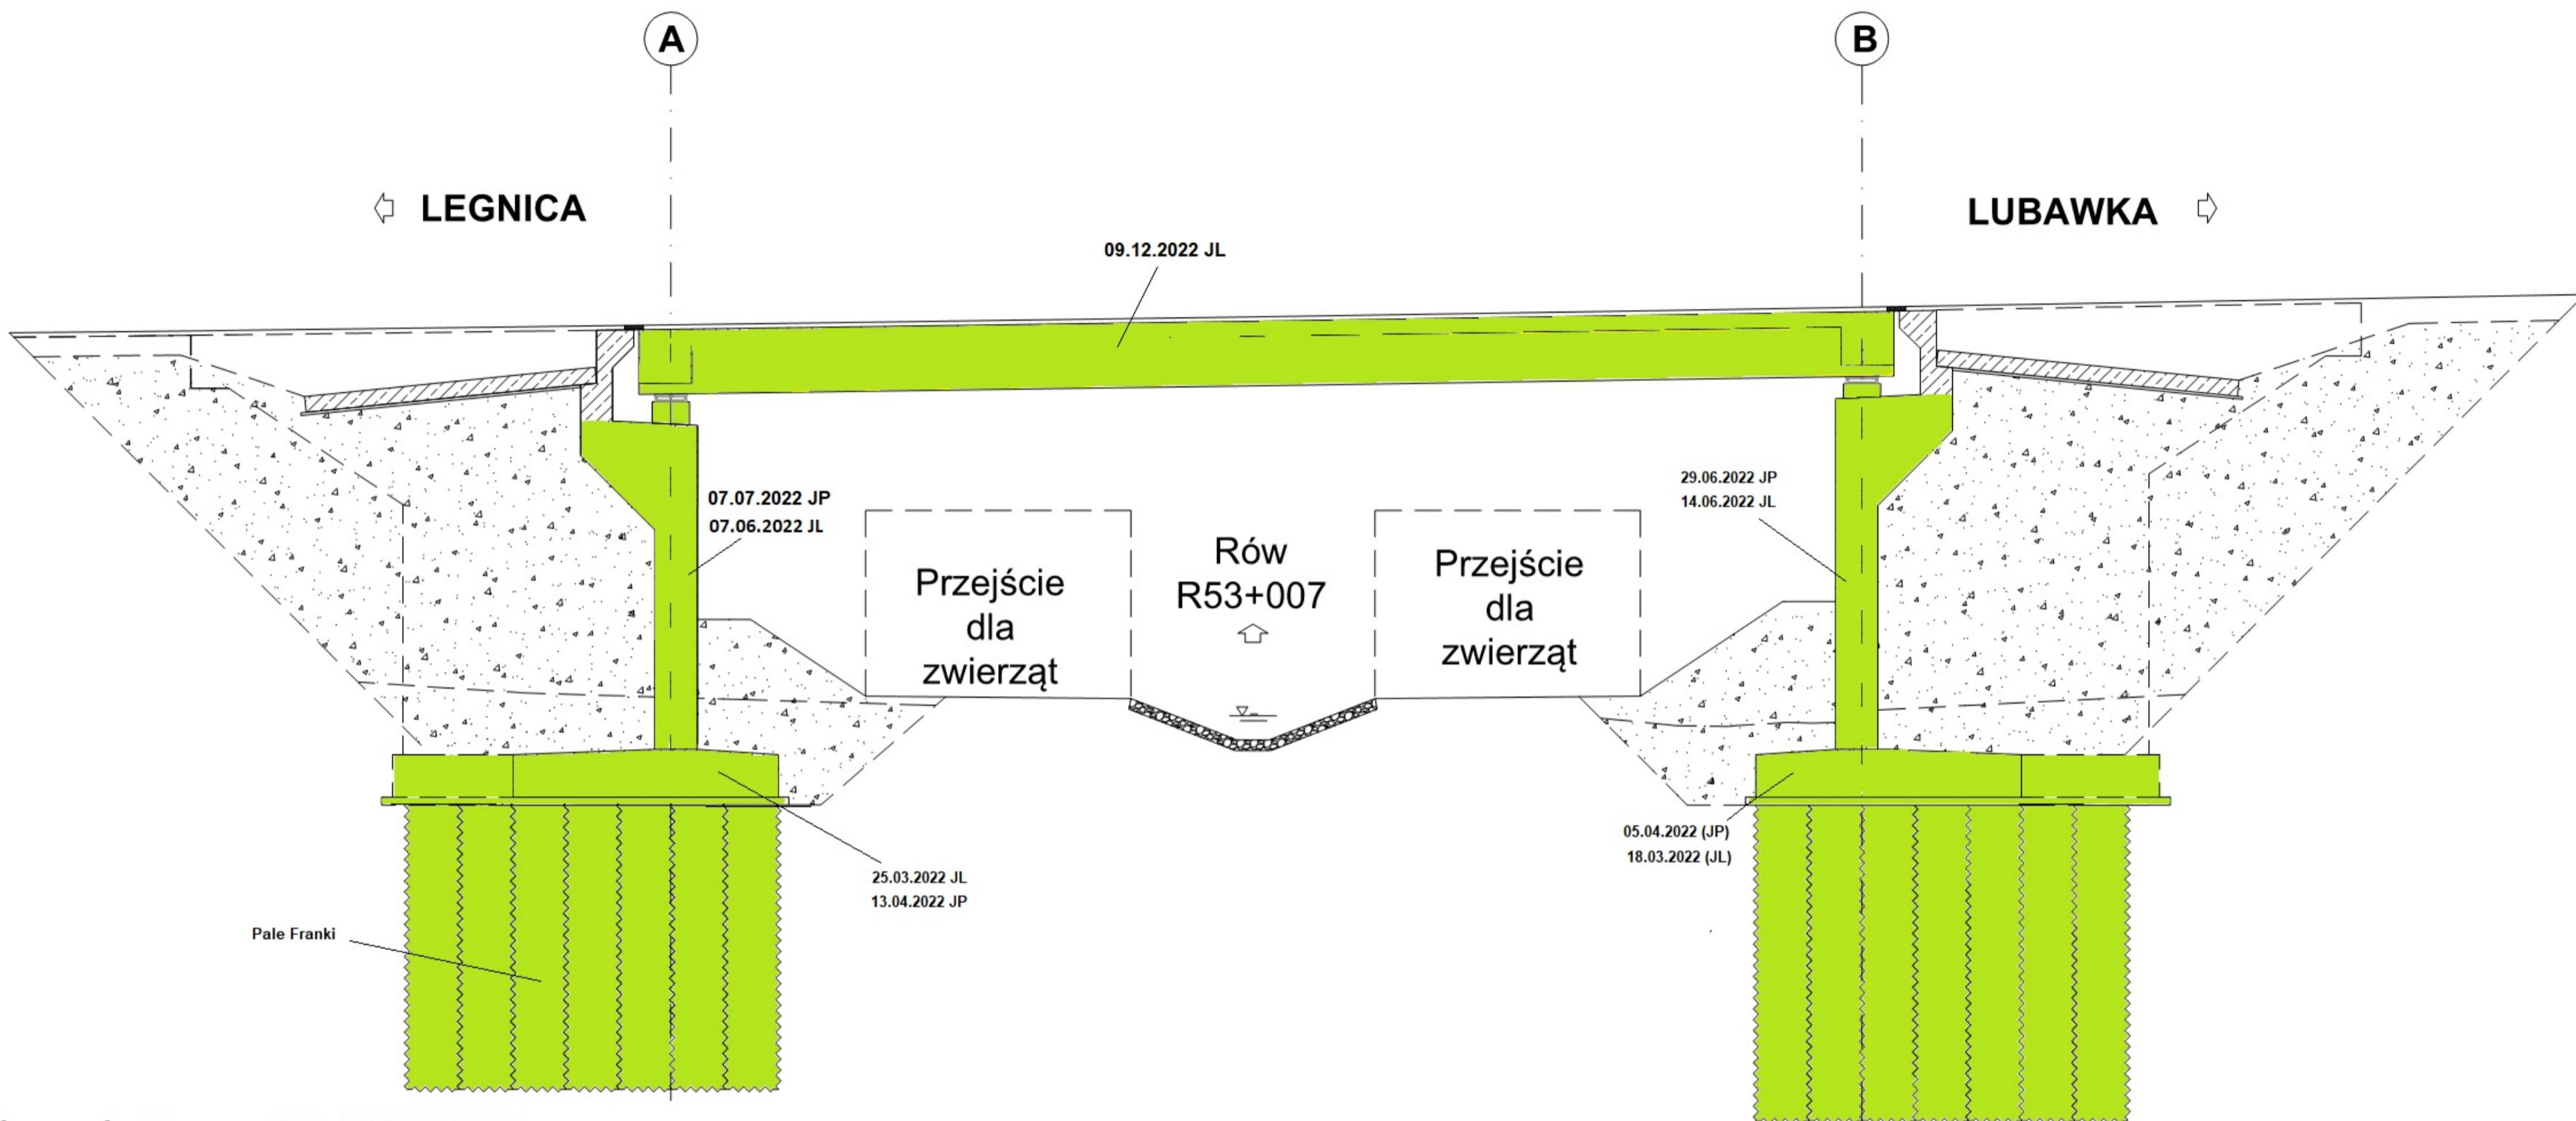 A
B
LEGNICA
LUBAWKA
09.12.2022 JL
07.07.2022 JP
07.06.2022 JL
29.06.2022 JP
14.06.2022 JL
Przejście
dla
zwierząt
Rów
R53+007
Przejście
dla
zwierząt
25.03.2022 JL
13.04.2022 JP
05.04.2022 (JP)
18.03.2022 (JL)
Pale Franki